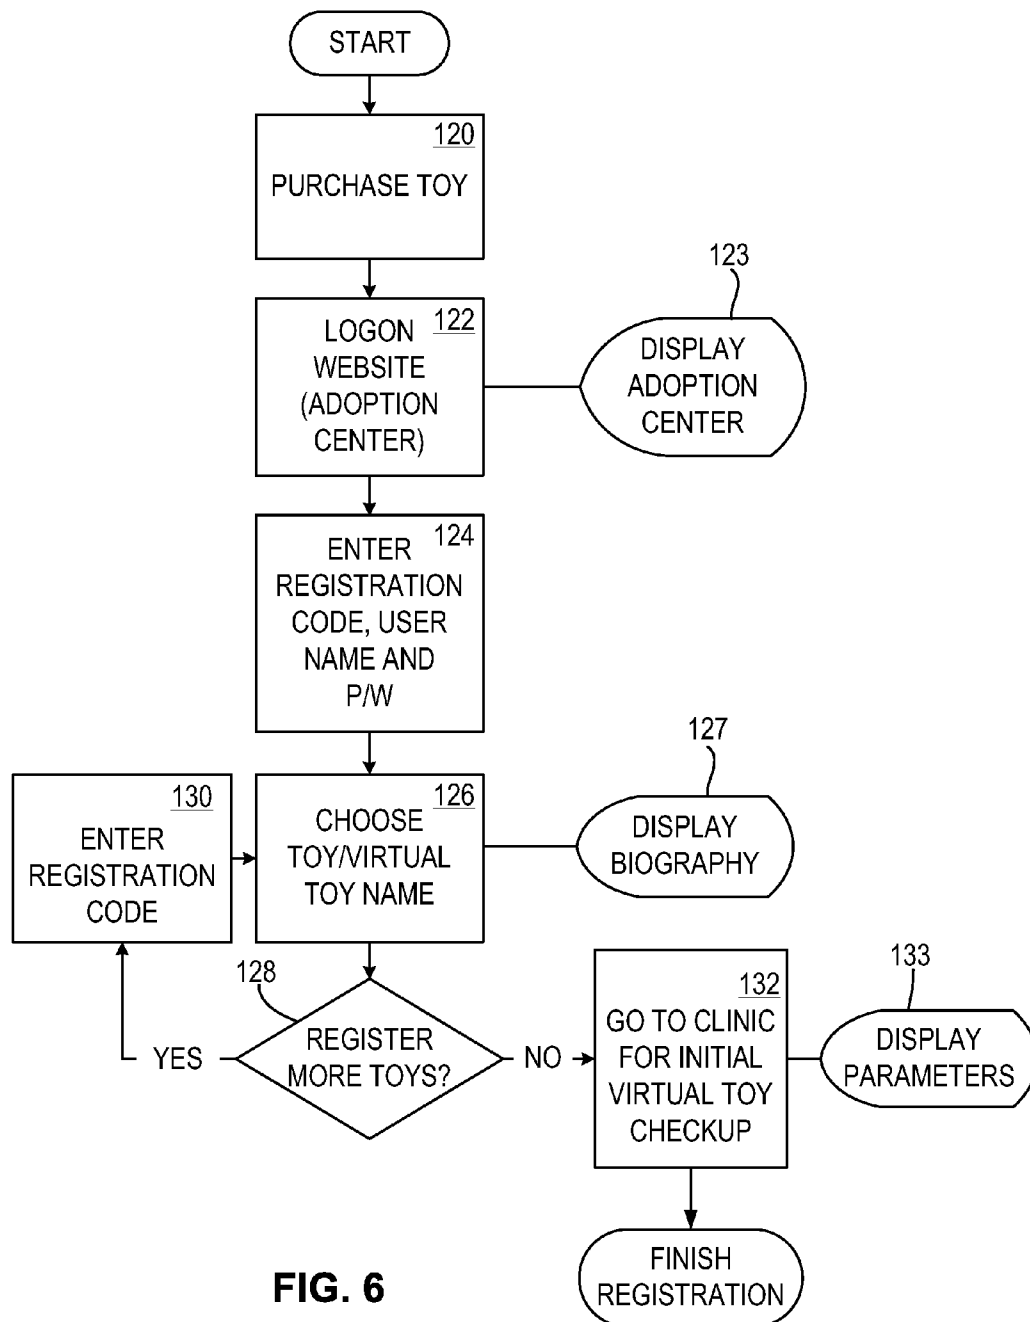 START
120
PURCHASE TOY
122
LOGON
WEBSITE
(ADOPTION
CENTER)
123
DISPLAY
ADOPTION
CENTER
124
ENTER
REGISTRATION
CODE, USER
NAME AND
P/W
126
CHOOSE
TOY/VIRTUAL
TOY NAME
127
DISPLAY
BIOGRAPHY
130
ENTER
REGISTRATION
CODE
128
REGISTER
MORE TOYS?
YES
NO
132
GO TO CLINIC
FOR INITIAL
VIRTUAL TOY
CHECKUP
133
DISPLAY
PARAMETERS
FINISH
REGISTRATION
FIG. 6